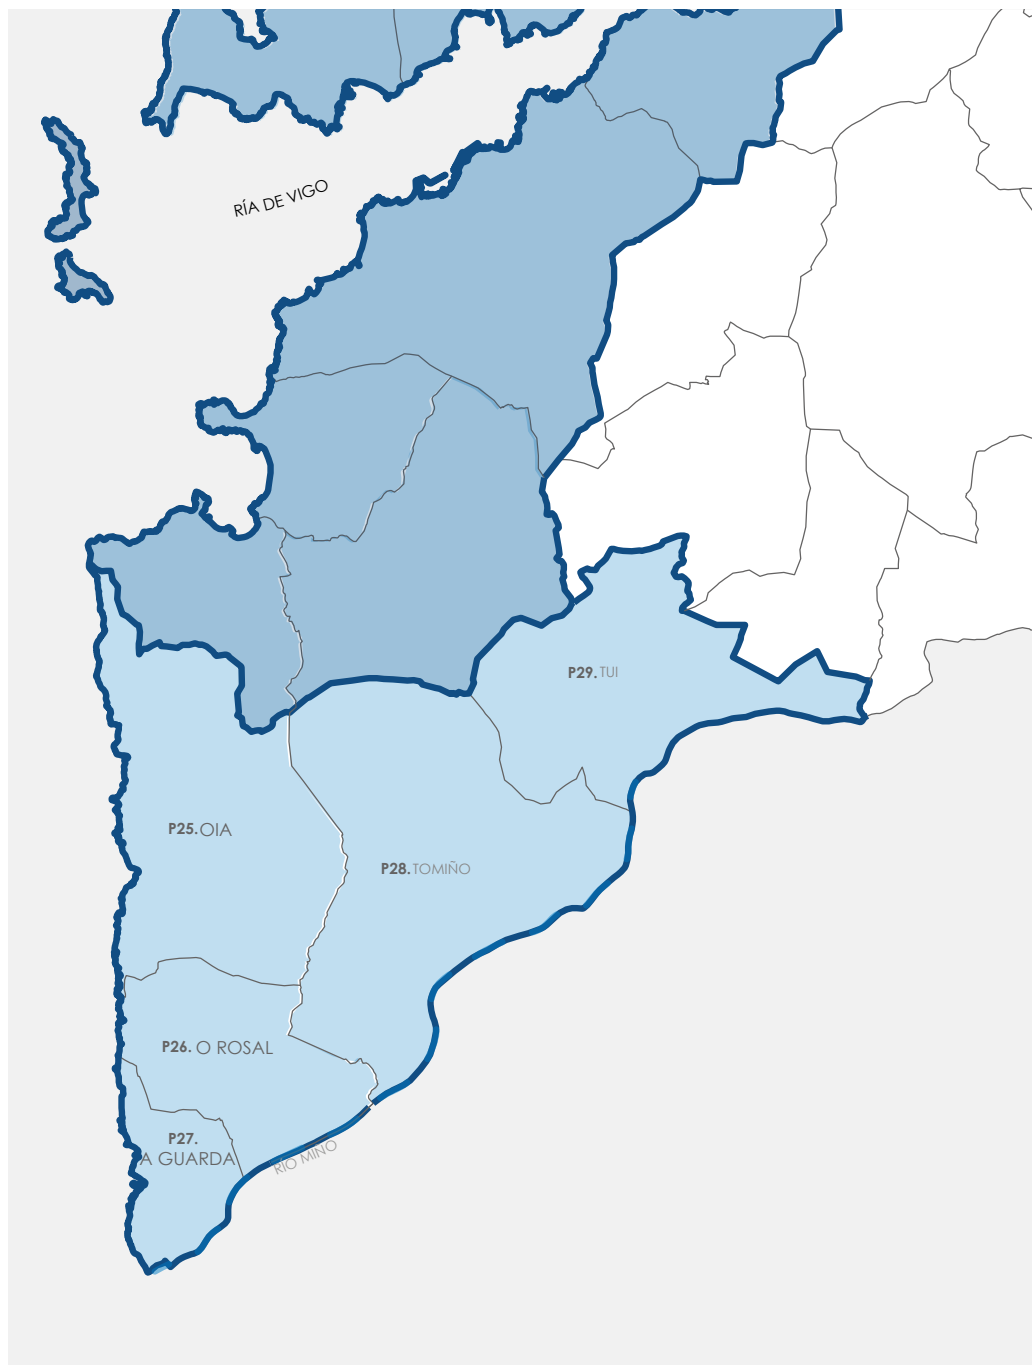 RÍA DE VIGO
P29. TUI
P25. OIA
P28. TOMIÑO
P26. O ROSAL
P27.
A GUARDA
RÍO MIÑO